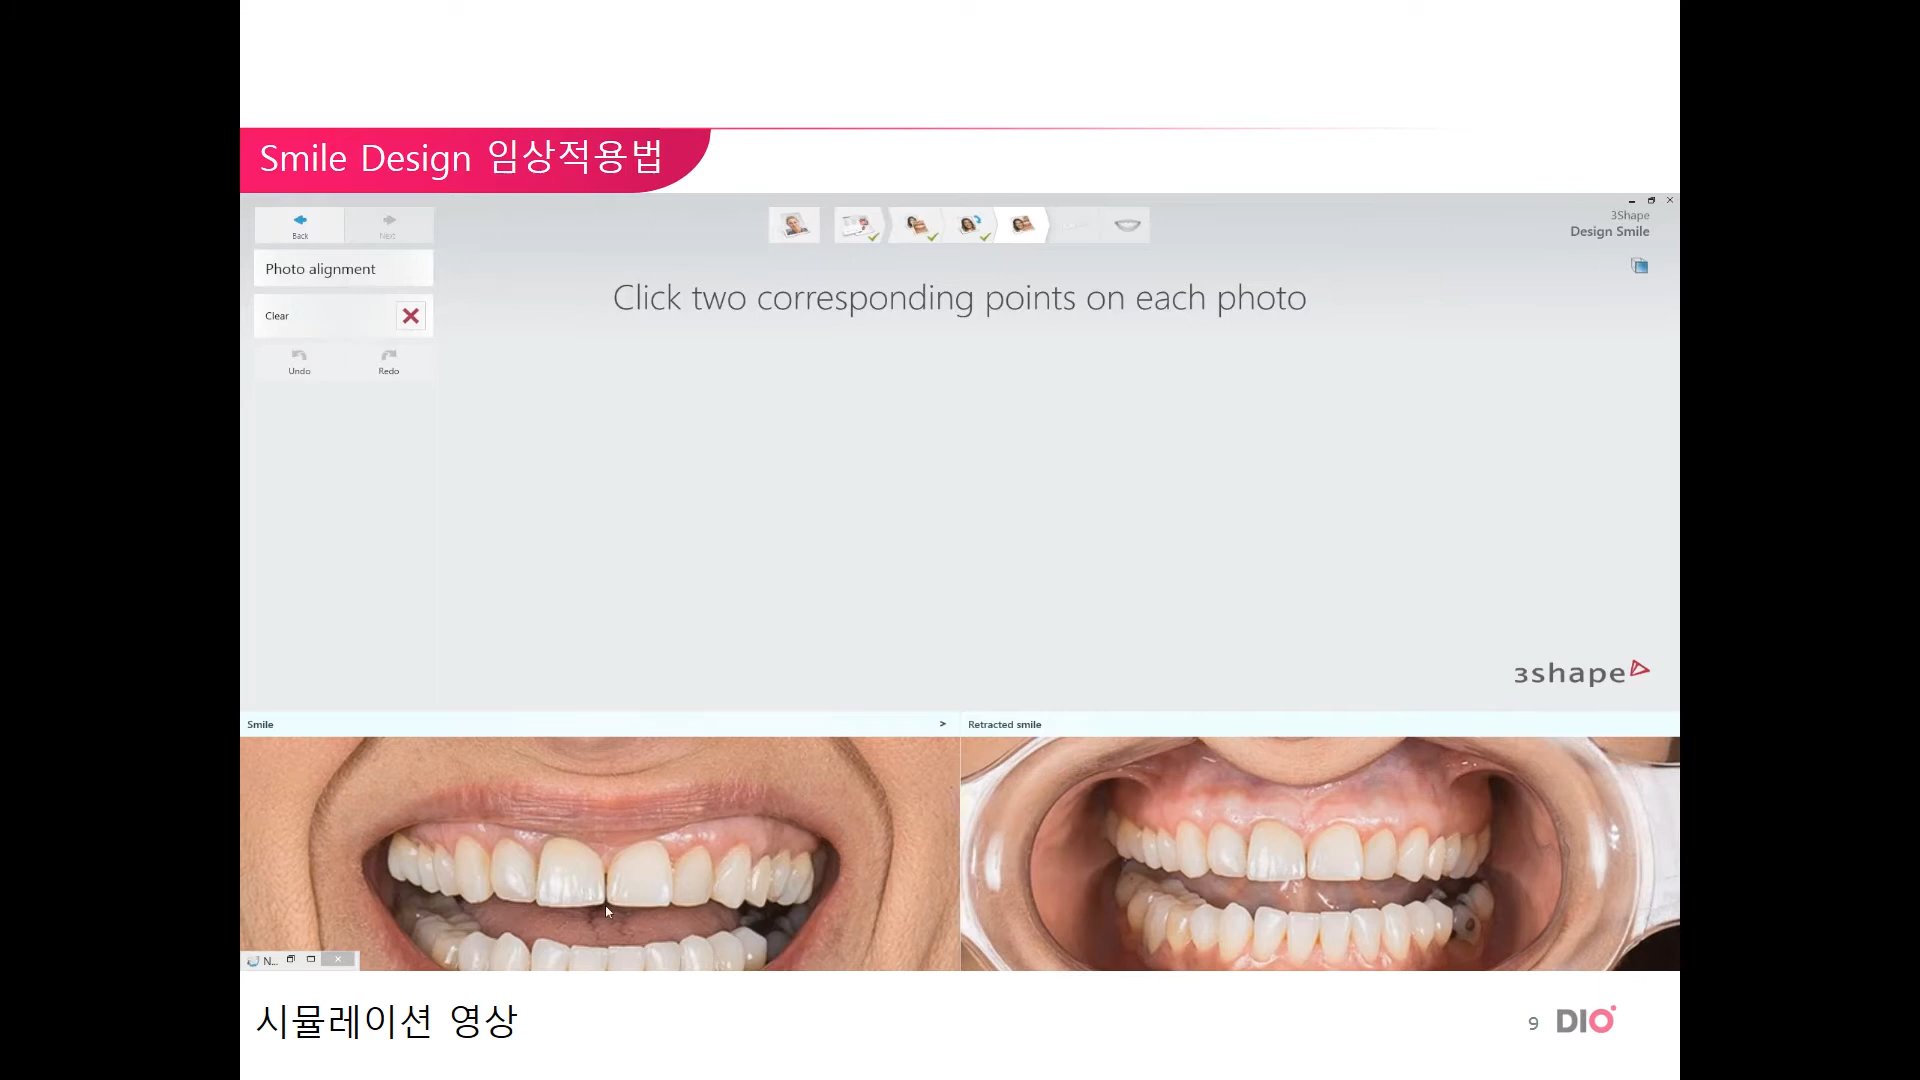 Smile Design 임상적용법
Back
Next
3Shape
Design Smile
Photo alignment
Click two corresponding points on each photo
Clear
Undo
Redo
3shape
Smile
>
Retracted smile
N...
시뮬레이션 영상
9
DIO